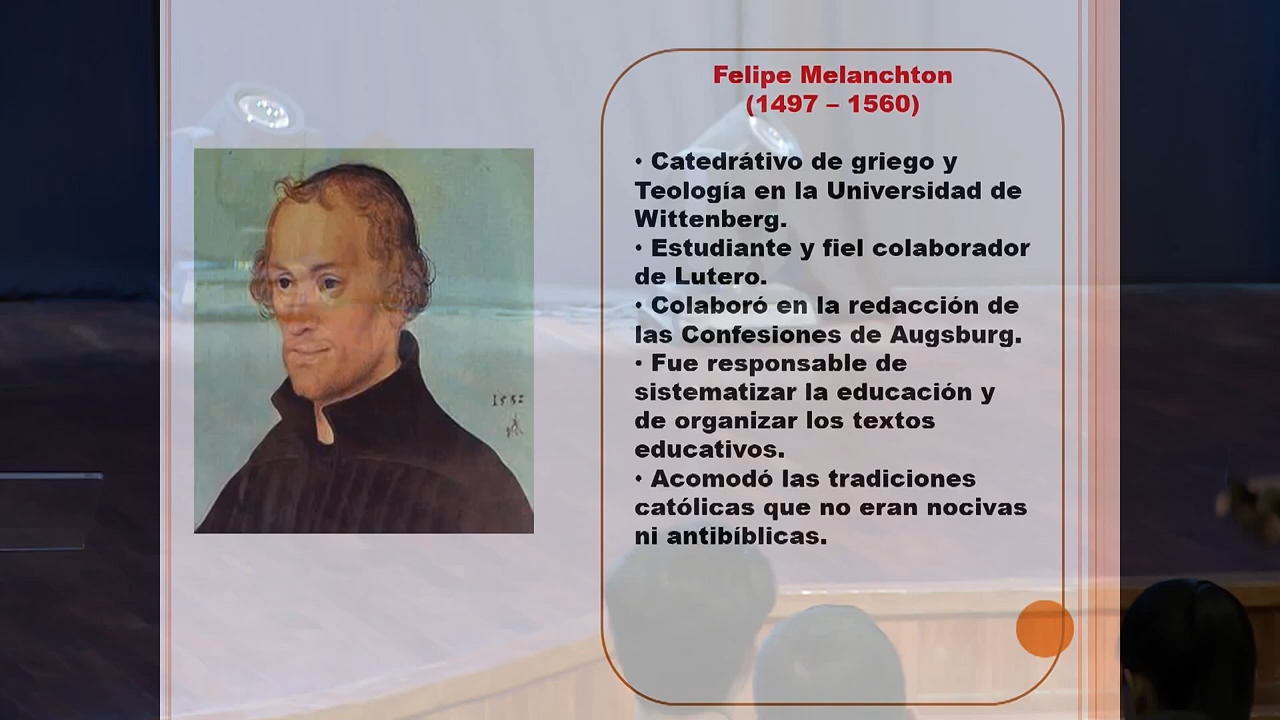 Felipe Melanchton
(1497 – 1560)
• Catedrátivo de griego y
Teología en la Universidad de
Wittenberg.
• Estudiante y fiel colaborador
de Lutero.
• Colaboró en la redacción de
las Confesiones de Augsburg.
• Fue responsable de
sistematizar la educación y
de organizar los textos
educativos.
• Acomodó las tradiciones
católicas que no eran nocivas
ni antibíblicas.
1532